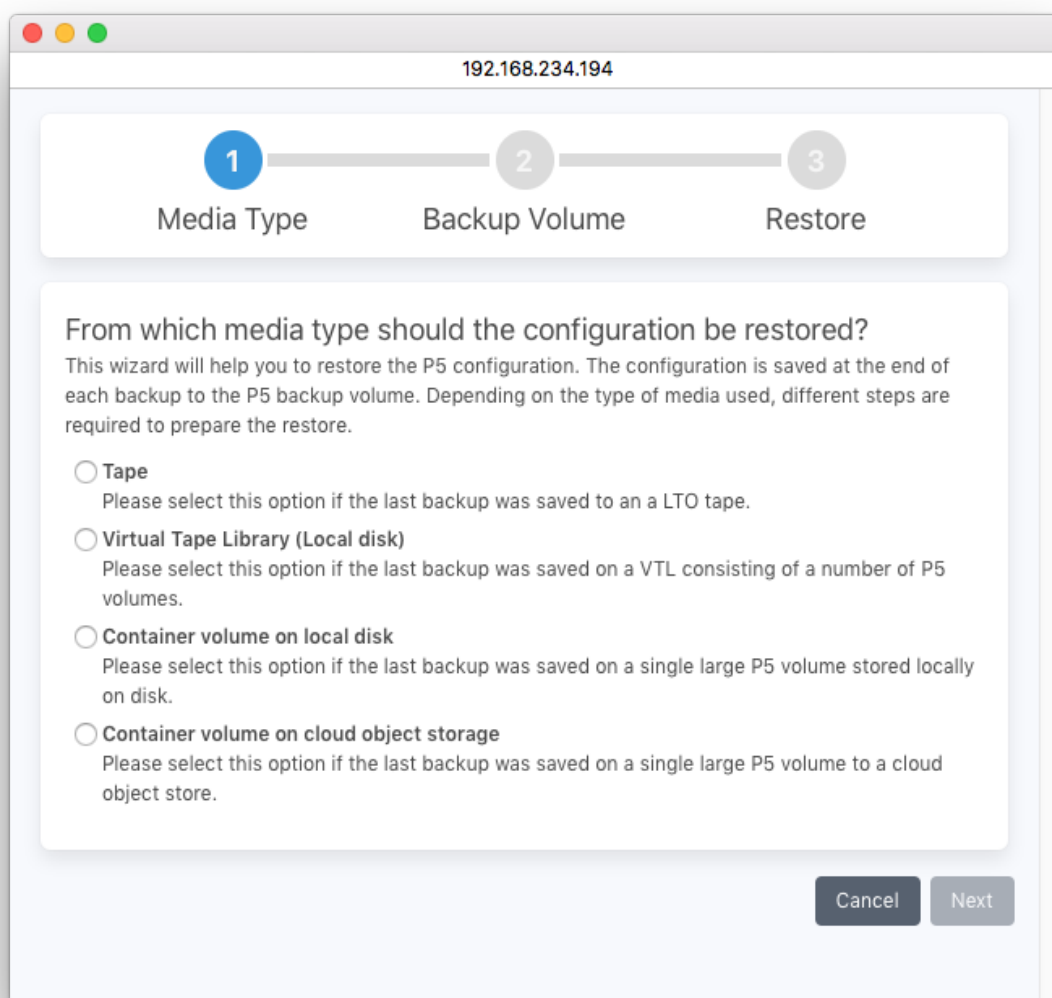 192.168.234.194
1
2
3
Media Type
Backup Volume
Restore
From which media type should the configuration be restored?
This wizard will help you to restore the P5 configuration. The configuration is saved at the end of
each backup to the P5 backup volume. Depending on the type of media used, different steps are
required to prepare the restore.
Tape
Please select this option if the last backup was saved to an a LTO tape.
Virtual Tape Library (Local disk)
Please select this option if the last backup was saved on a VTL consisting of a number of P5
volumes.
Container volume on local disk
Please select this option if the last backup was saved on a single large P5 volume stored locally
on disk.
Container volume on cloud object storage
Please select this option if the last backup was saved on a single large P5 volume to a cloud
object store.
Cancel
Next